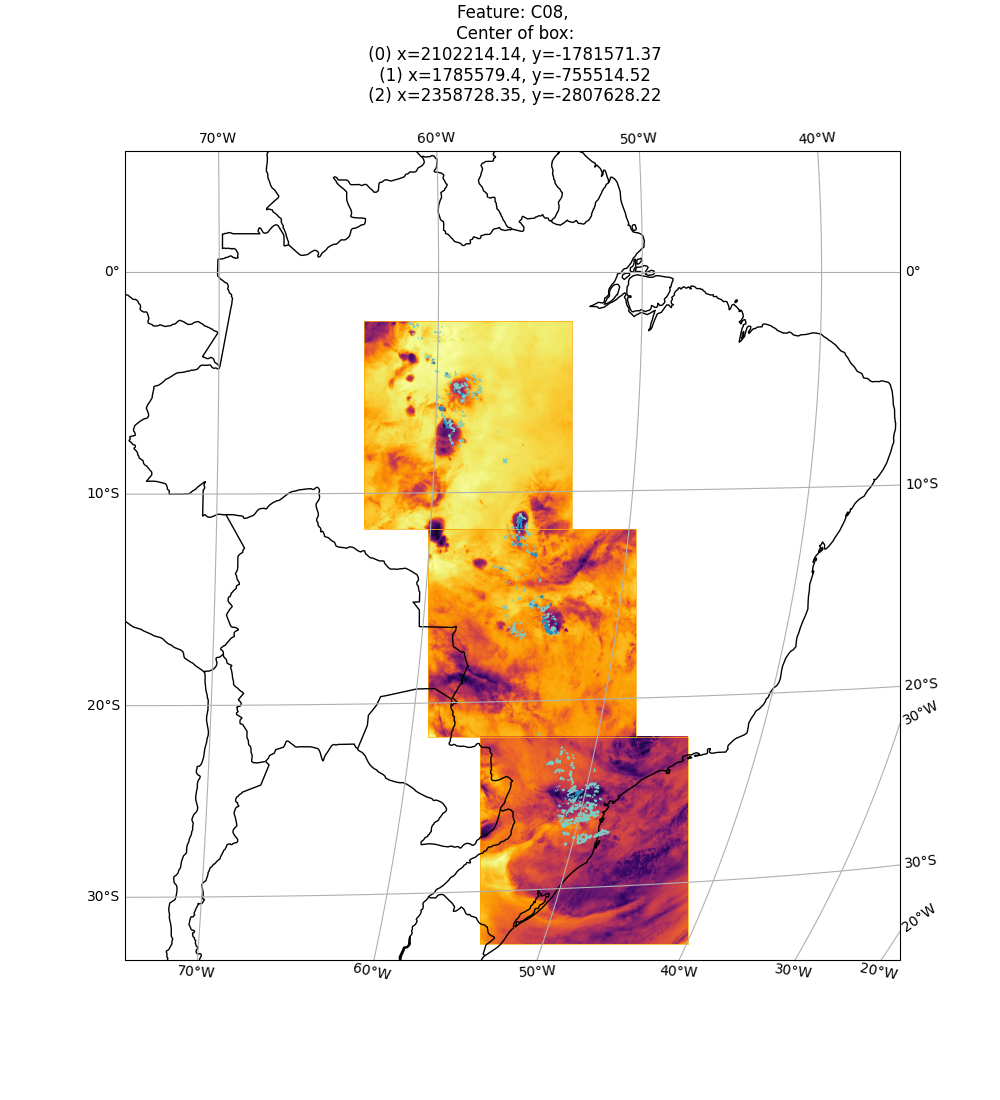 Feature: C08,
Center of box:
(0) x=2102214.14, y=-1781571.37
(1) x=1785579.4, y=-755514.52
(2) x=2358728.35, y=-2807628.22
70°W 60°W 50°W 40°W
0° 0°
10°S 10°S
20°S 20°S
30°W
30°S 30°S
20°W
70°W 60°W 50°W 40°W 30°W 20°W